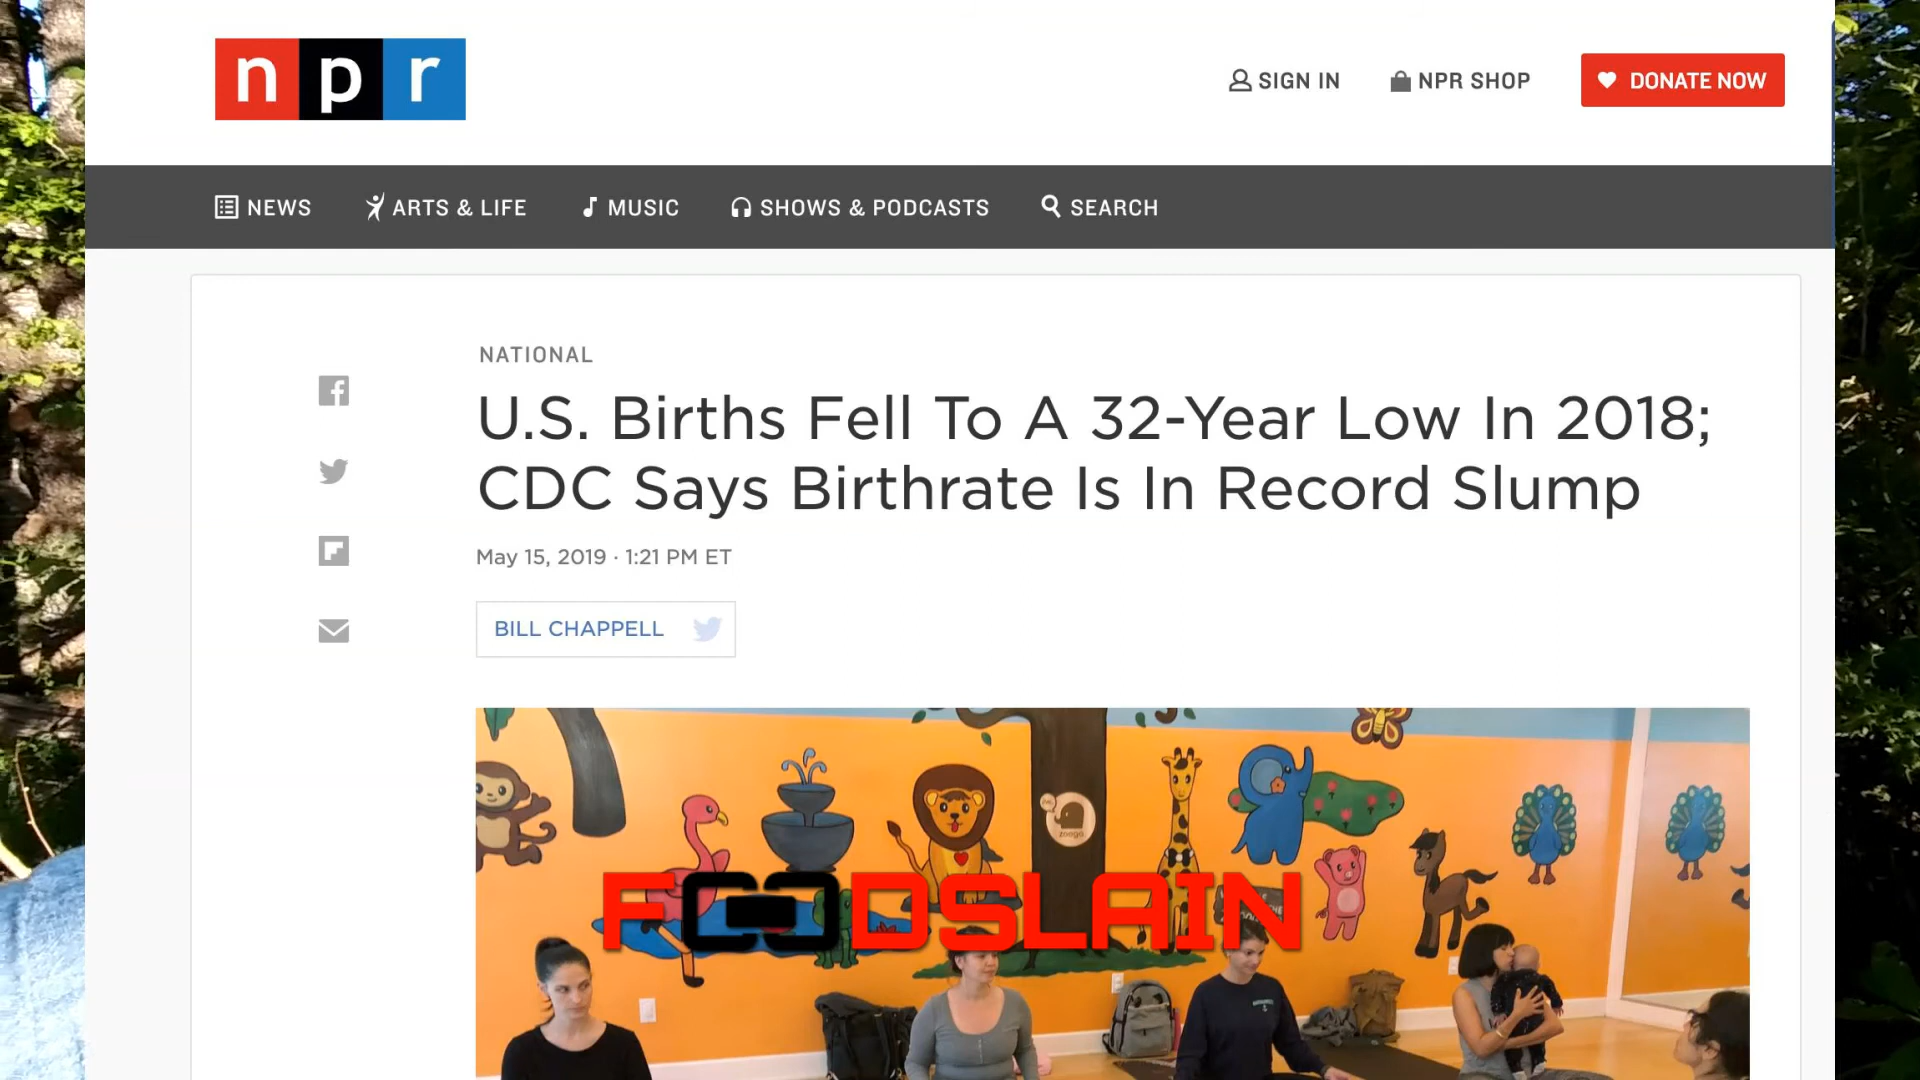 npr
SIGN IN
NPR SHOP
DONATE NOW
NEWS
ARTS & LIFE
MUSIC
SHOWS & PODCASTS
SEARCH
NATIONAL
U.S. Births Fell To A 32-Year Low In 2018;
CDC Says Birthrate Is In Record Slump
May 15, 2019 · 1:21 PM ET
BILL CHAPPELL
zoogo
FOODSLAIN